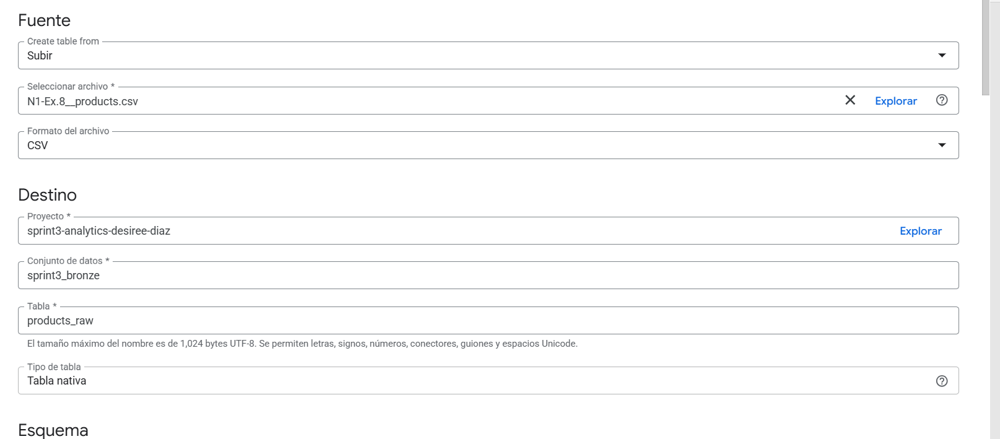 Fuente
Create table from
Subir
Seleccionar archivo *
N1-Ex.8__products.csv
Explorar
Formato del archivo
CSV
Destino
Proyecto *
sprint3-analytics-desiree-diaz
Explorar
Conjunto de datos *
sprint3_bronze
Tabla *
products_raw
El tamaño máximo del nombre es de 1,024 bytes UTF-8. Se permiten letras, signos, números, conectores, guiones y espacios Unicode.
Tipo de tabla
Tabla nativa
Esquema